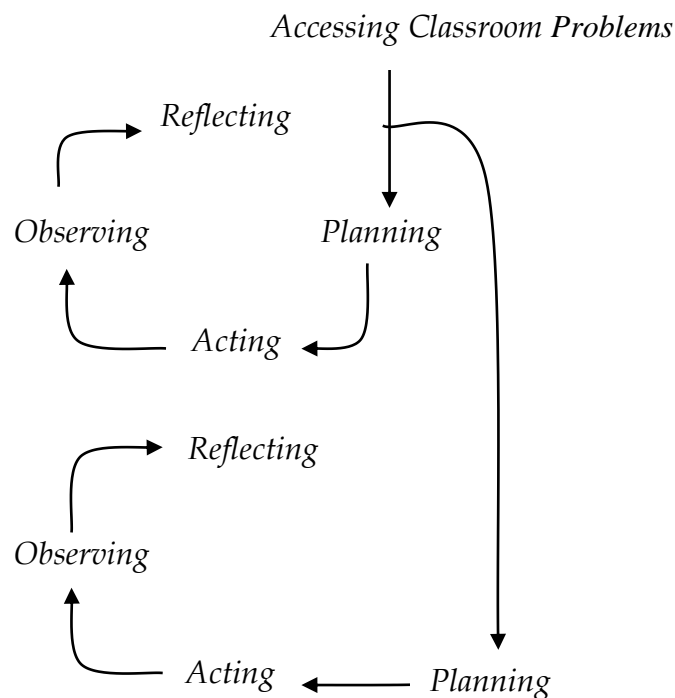 Accessing Classroom Problems
Reflecting
Observing
Planning
Acting
Reflecting
Observing
Acting
Planning